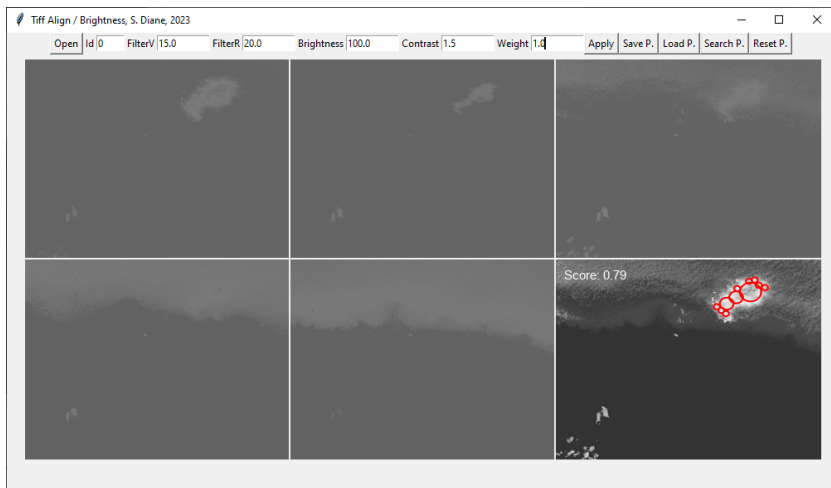 Tiff Align / Brightness, S. Diane, 2023
Open Id 0 FilterV 15.0 FilterR 20.0 Brightness 100.0 Contrast 1.5 Weight 1.0 Apply Save P. Load P. Search P. Reset P.
Score: 0.79